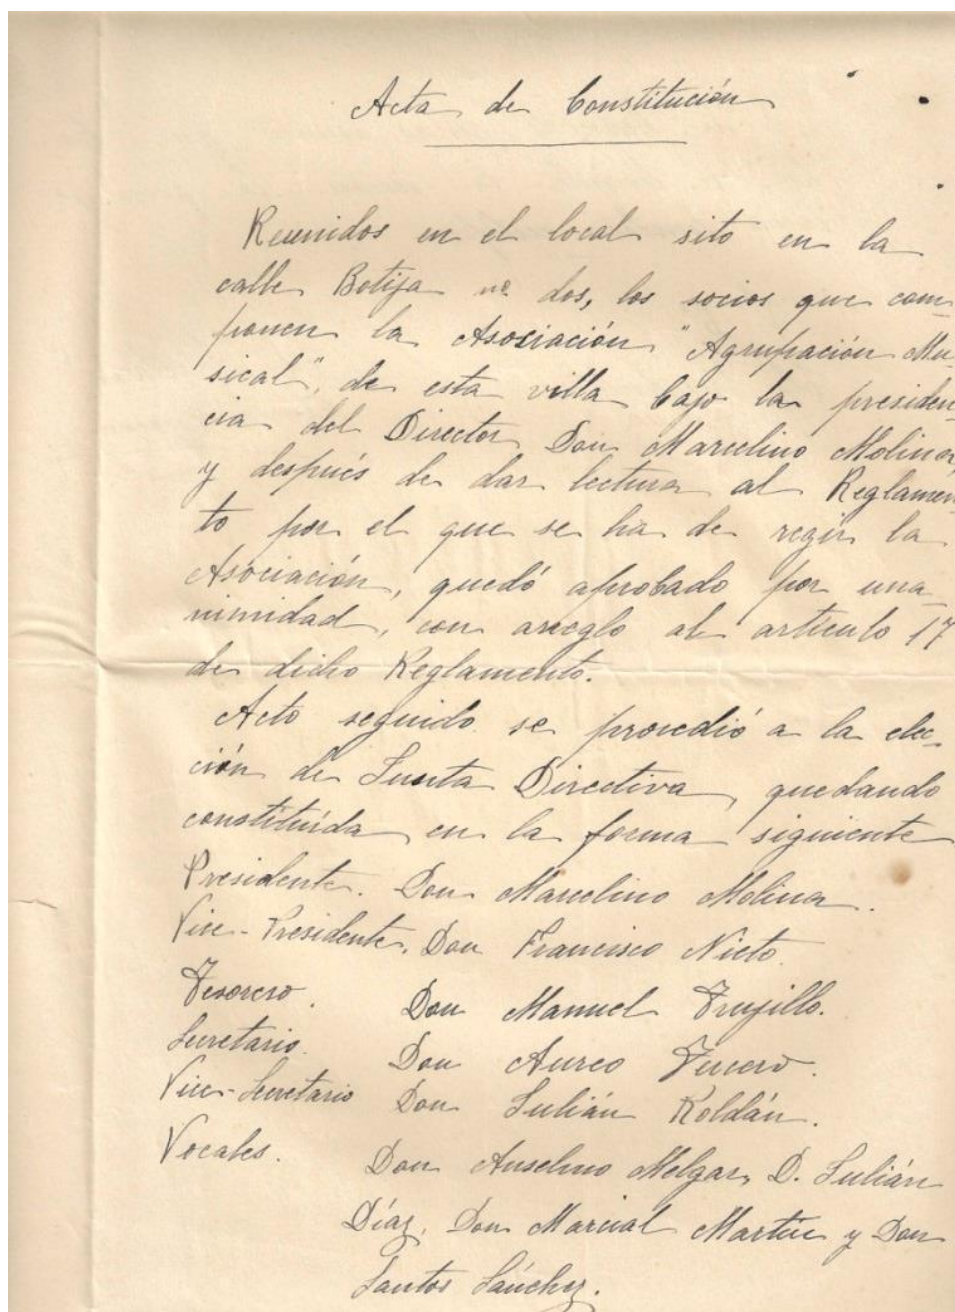 Acta de Constitución
Reunidos en el local sito en la
calle Botija nº dos, los socios que com-
ponen la Asociación "Agrupación Mu-
sical", de esta villa bajo la presiden-
cia del Director Don Marcelino Molina,
y después de dar lectura al Reglamen-
to por el que se ha de regir la
Asociación, quedó aprobado por una-
nimidad, con arreglo al artículo 17
de dicho Reglamento.
Acto seguido se procedió a la elec-
ción de Junta Directiva, quedando
constituída en la forma siguiente
Presidente. Don Marcelino Molina.
Vice-Presidente. Don Francisco Nieto.
Tesorero. Don Manuel Trujillo.
Secretario. Don Aureo
Vice-Secretario Don Julián Roldán.
Vocales. Don Anselmo Melgar, D. Julián
Díaz, Don Marcial Martín y Don
Santos Sánchez.